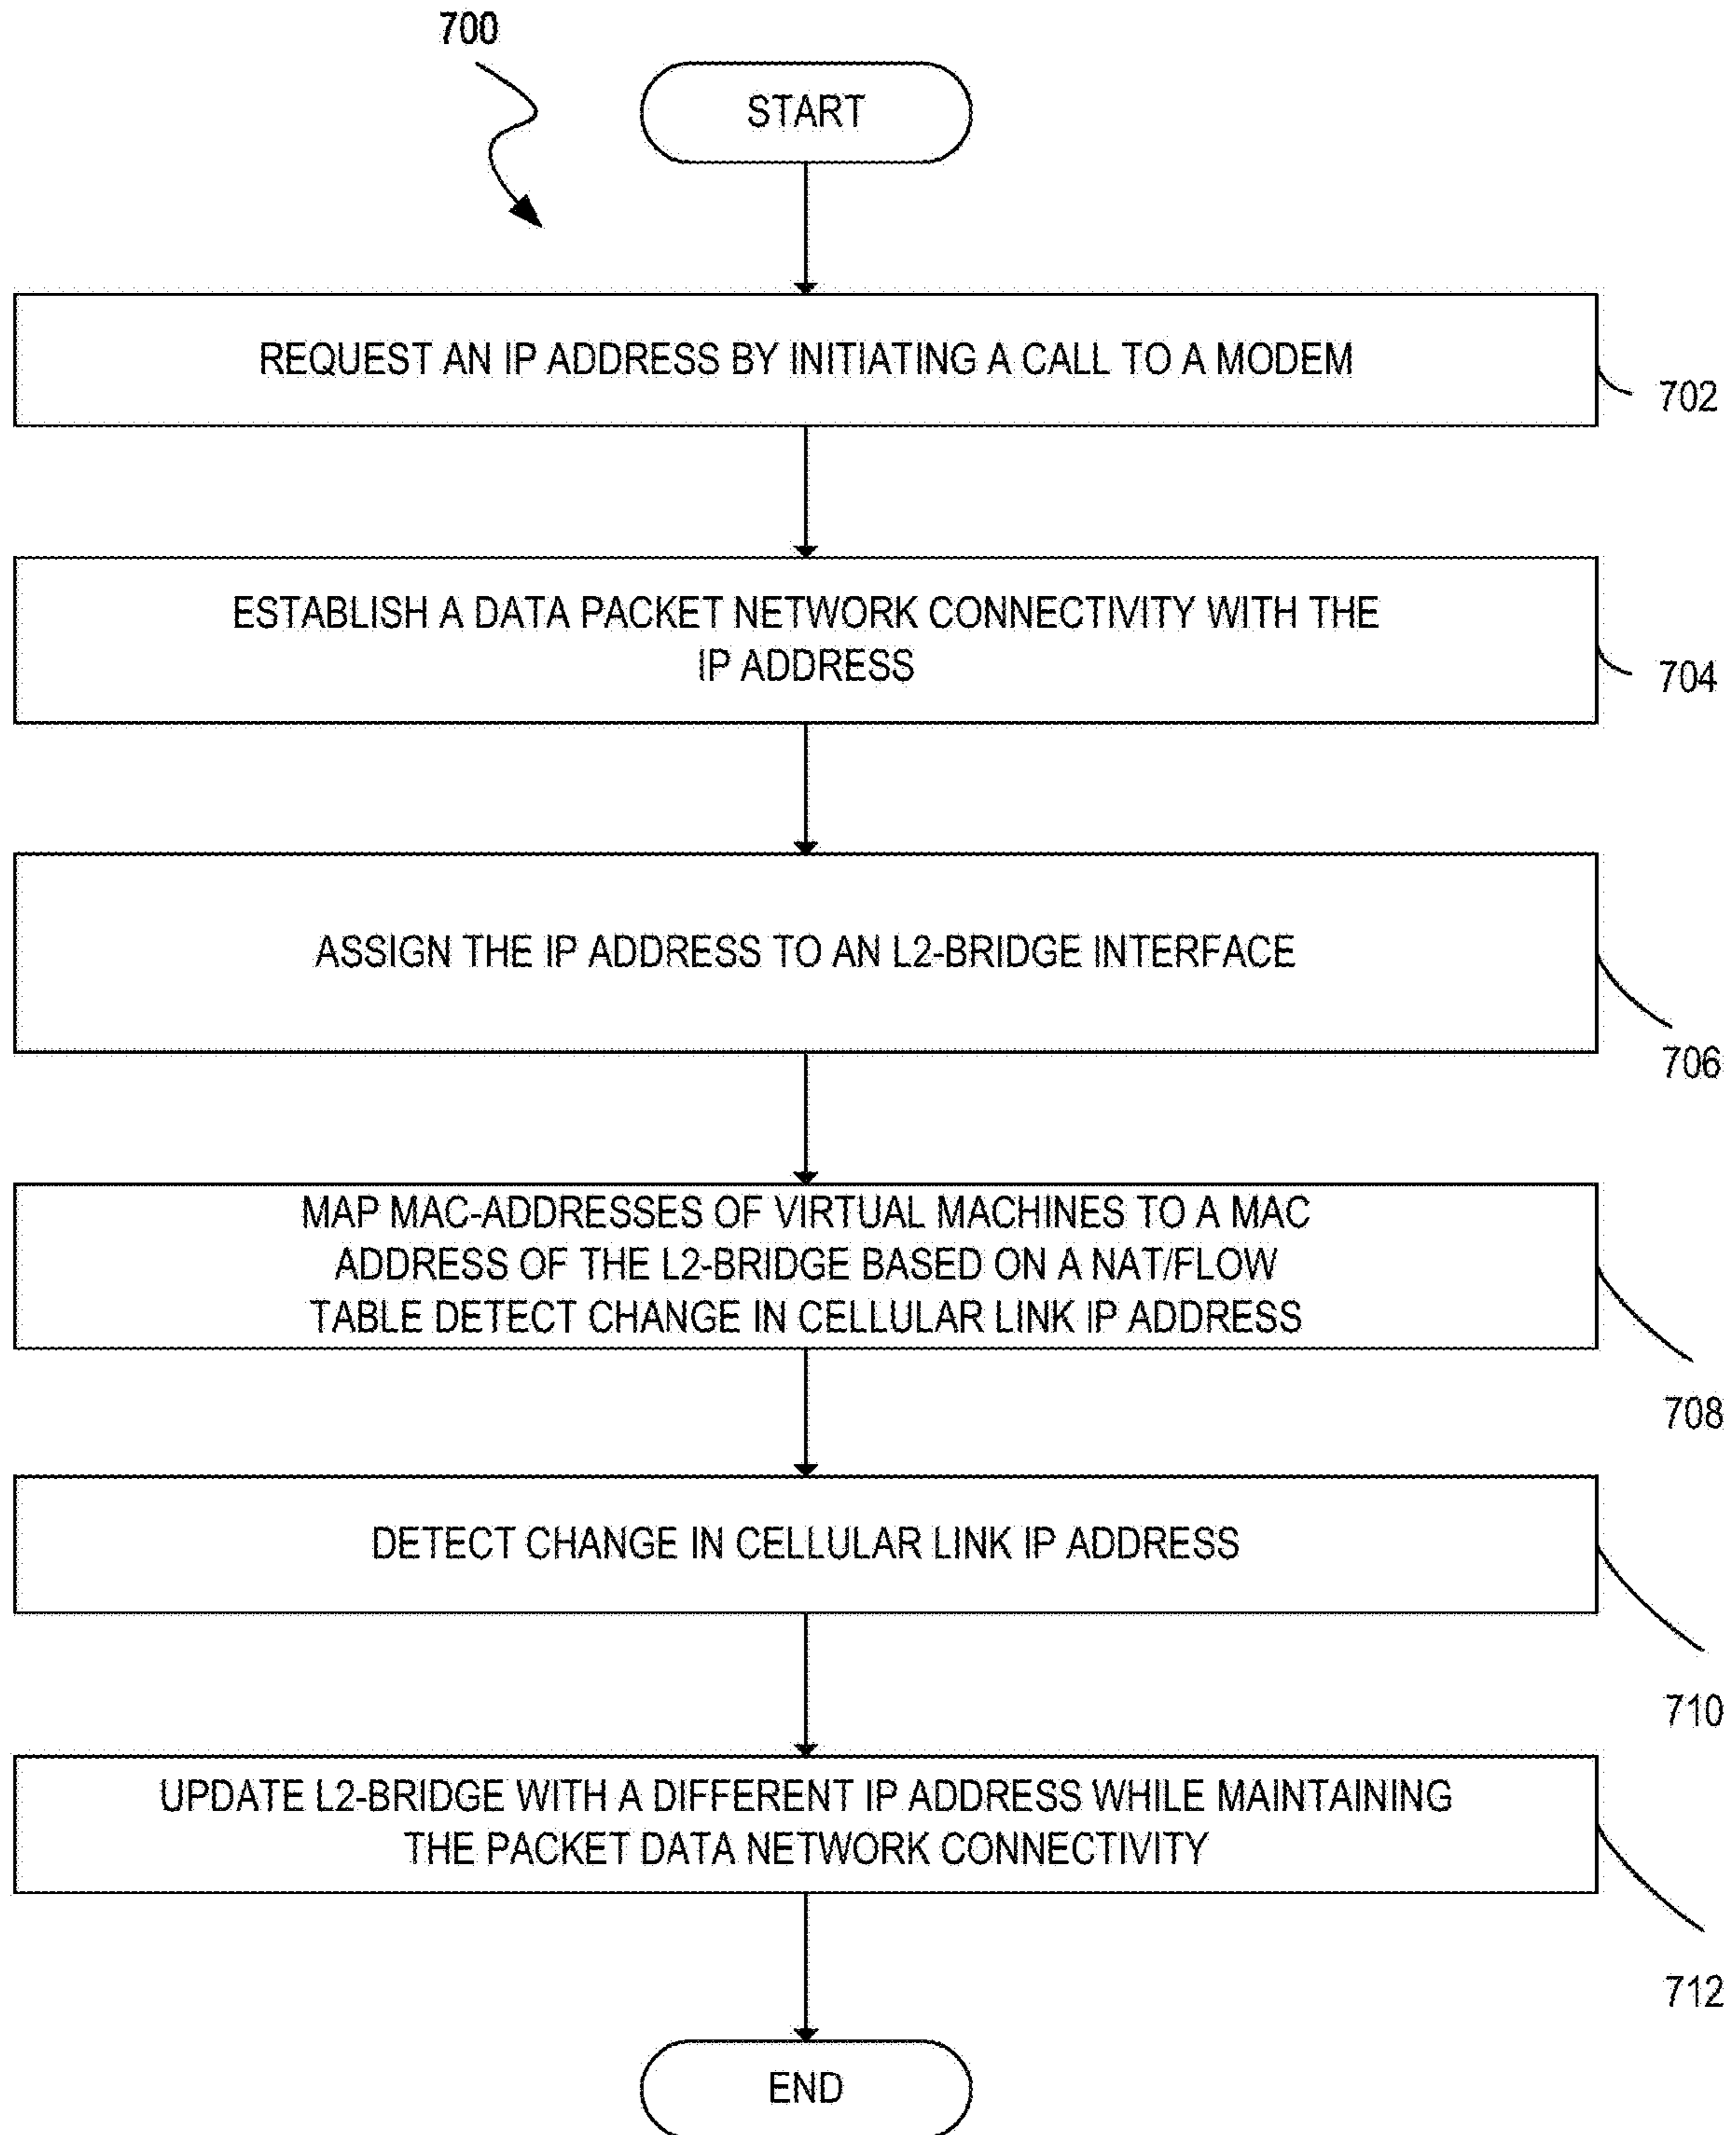 700
START
REQUEST AN IP ADDRESS BY INITIATING A CALL TO A MODEM
702
ESTABLISH A DATA PACKET NETWORK CONNECTIVITY WITH THE
IP ADDRESS
704
ASSIGN THE IP ADDRESS TO AN L2-BRIDGE INTERFACE
706
MAP MAC-ADDRESSES OF VIRTUAL MACHINES TO A MAC
ADDRESS OF THE L2-BRIDGE BASED ON A NAT/FLOW
TABLE DETECT CHANGE IN CELLULAR LINK IP ADDRESS
708
DETECT CHANGE IN CELLULAR LINK IP ADDRESS
710
UPDATE L2-BRIDGE WITH A DIFFERENT IP ADDRESS WHILE MAINTAINING
THE PACKET DATA NETWORK CONNECTIVITY
712
END